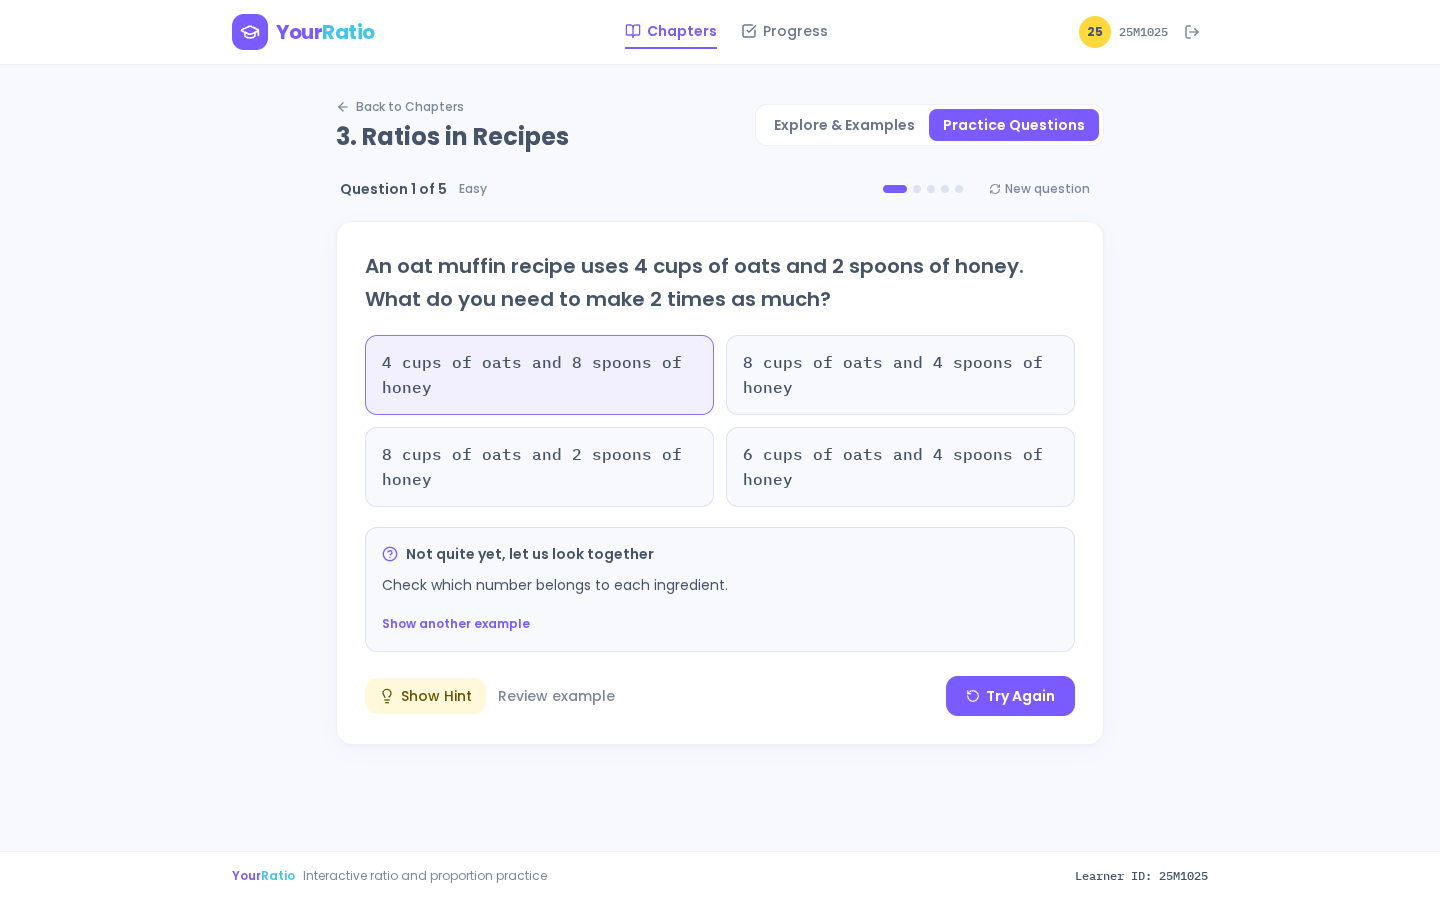 YourRatio
Chapters
Progress
25
25M1025
Back to Chapters
3. Ratios in Recipes
Explore & Examples
Practice Questions
Question 1 of 5
Easy
New question
An oat muffin recipe uses 4 cups of oats and 2 spoons of honey.
What do you need to make 2 times as much?
4 cups of oats and 8 spoons of
honey
8 cups of oats and 4 spoons of
honey
8 cups of oats and 2 spoons of
honey
6 cups of oats and 4 spoons of
honey
Not quite yet, let us look together
Check which number belongs to each ingredient.
Show another example
Show Hint
Review example
Try Again
YourRatio Interactive ratio and proportion practice
Learner ID: 25M1025